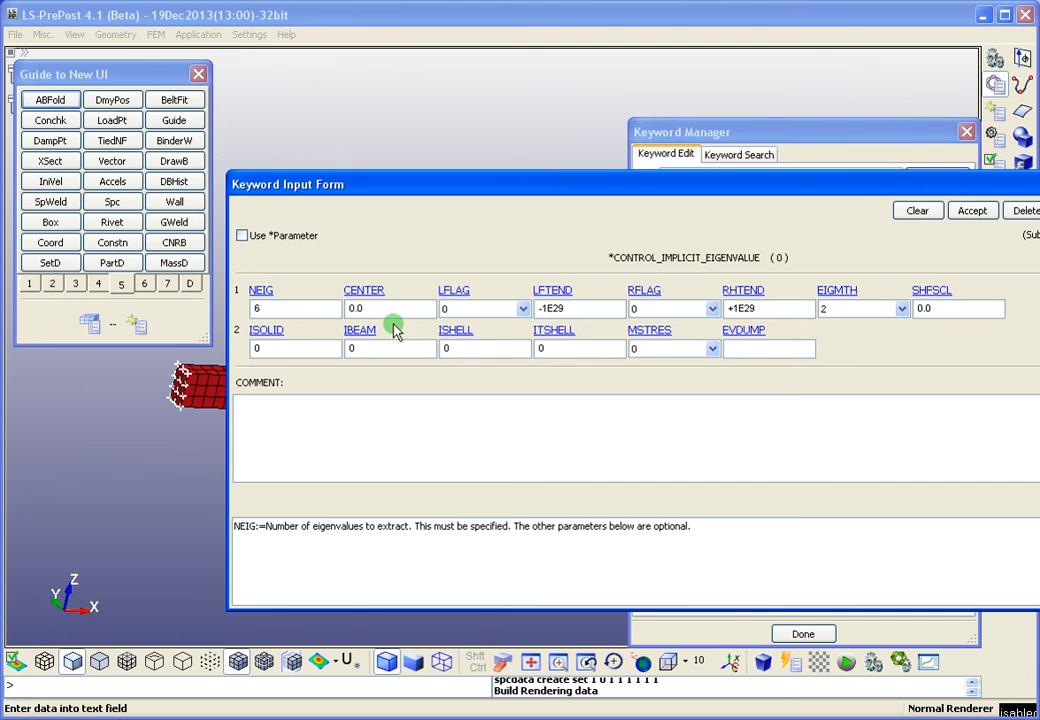 LS-PrePost 4.1 (Beta) - 19Dec2013(13:00)-32bit
File Misc. View Geometry FEM Application Settings Help
Guide to New UI
ABFold DmyPos BeltFit
Conchk LoadPt Guide
DampPt TiedNF BinderW
XSect Vector DrawB
IniVel Accels DBHist
SpWeld Spc Wall
Box Rivet GWeld
Coord Constn CNRB
SetD PartD MassD
1 2 3 4 5 6 7 D
Keyword Manager
Keyword Edit Keyword Search
Keyword Input Form
Clear Accept Delete
Use *Parameter
(Sub
*CONTROL_IMPLICIT_EIGENVALUE (0)
1 NEIG CENTER LFLAG LFTEND RFLAG RHTEND EIGMTH SHFSCL
6 0.0 0 -1E29 0 +1E29 2 0.0
2 ISOLID IBEAM ISHELL ITSHELL MSTRES EVDUMP
0 0 0 0 0
COMMENT:
NEIG:=Number of eigenvalues to extract. This must be specified. The other parameters below are optional.
Z
Y
X
Done
U
Shft
Ctrl
10
spcdata create set 1 0 1 1 1 1 1 1
> Build Rendering data
Enter data into text field
Normal Renderer
isabled